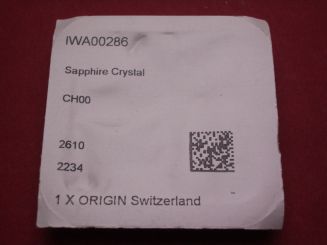 IWA00286
Sapphire Crystal
CH00
2610
2234
1 X ORIGIN Switzerland